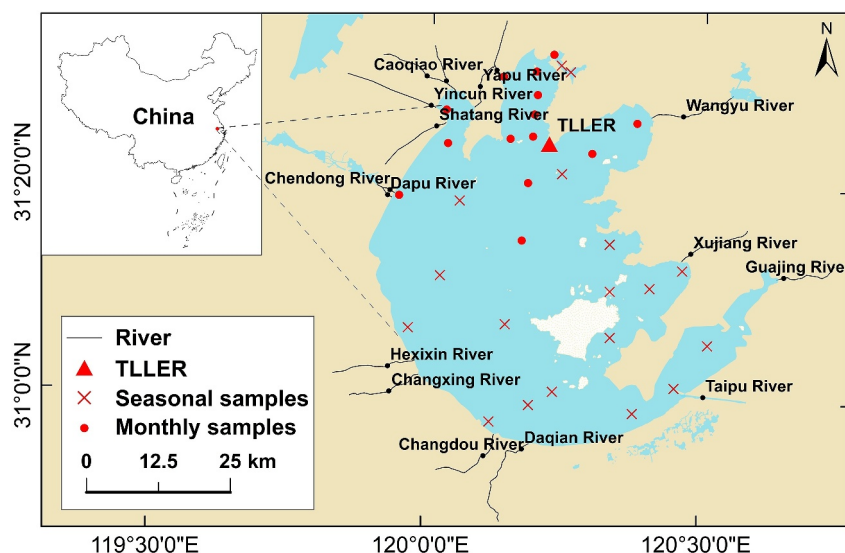 N
China
Caoqiao River
Yapu River
Yincun River
Shatang River
Wangyu River
TLLER
Chendong River
Dapu River
Xujiang River
Guajing Rive
Hexixin River
Changxing River
Taipu River
Changdou River
Daqian River
River
TLLER
Seasonal samples
Monthly samples
0 12.5 25 km
31°20'0"N
31°0'0"N
119°30'0"E
120°0'0"E
120°30'0"E